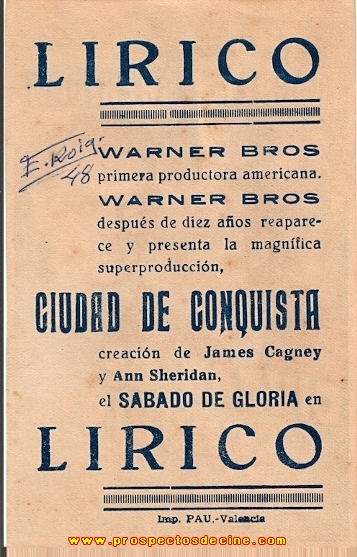 LIRICO
E. Roig.
48
WARNER BROS
primera productora americana.
WARNER BROS
después de diez años reapare-
ce y presenta la magnífica
superproducción,
CIUDAD DE CONQUISTA
creación de James Cagney
y Ann Sheridan,
el SABADO DE GLORIA en
LIRICO
Imp. PAU.-Valencia
www.prospectosdecine.com